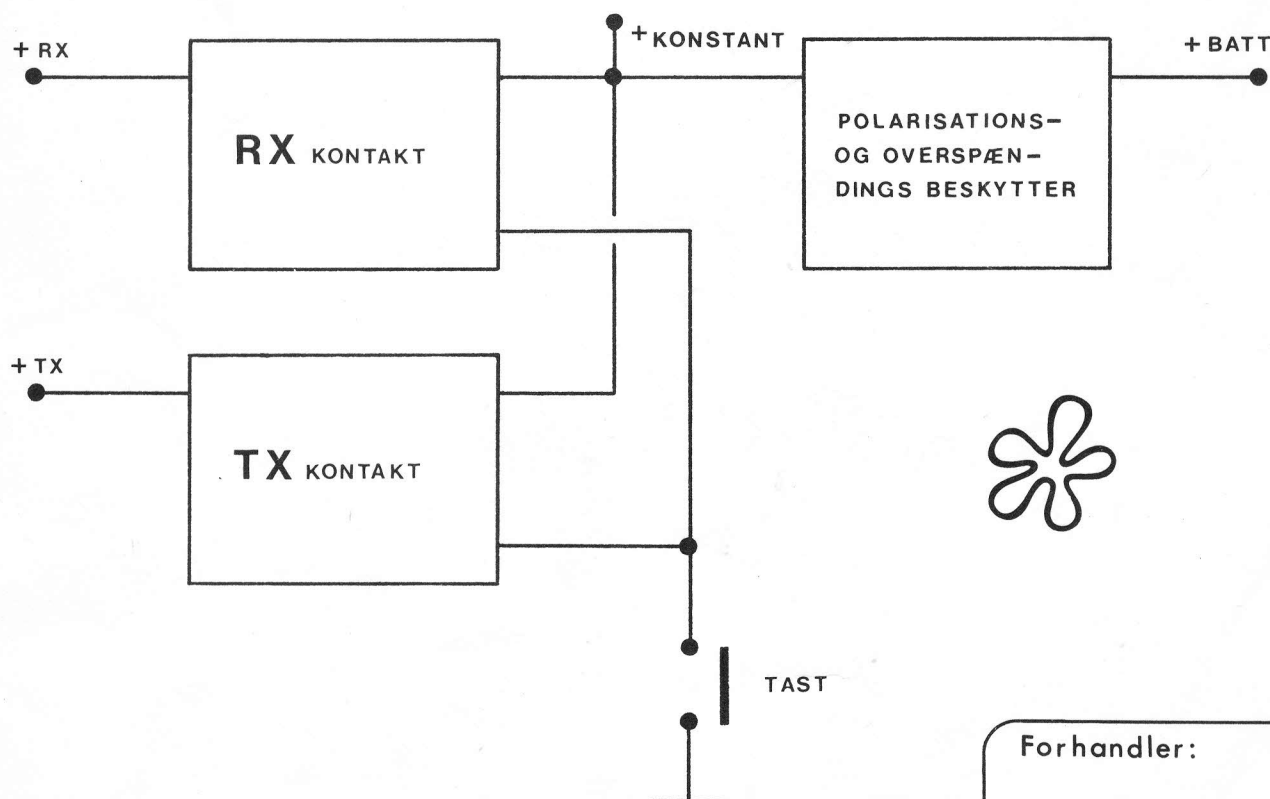 + RX
+ KONSTANT
+ BATT
RX KONTAKT
POLARISATIONS-
OG OVERSPÆN-
DINGS BESKYTTER
+ TX
TX KONTAKT
TAST
Forhandler: